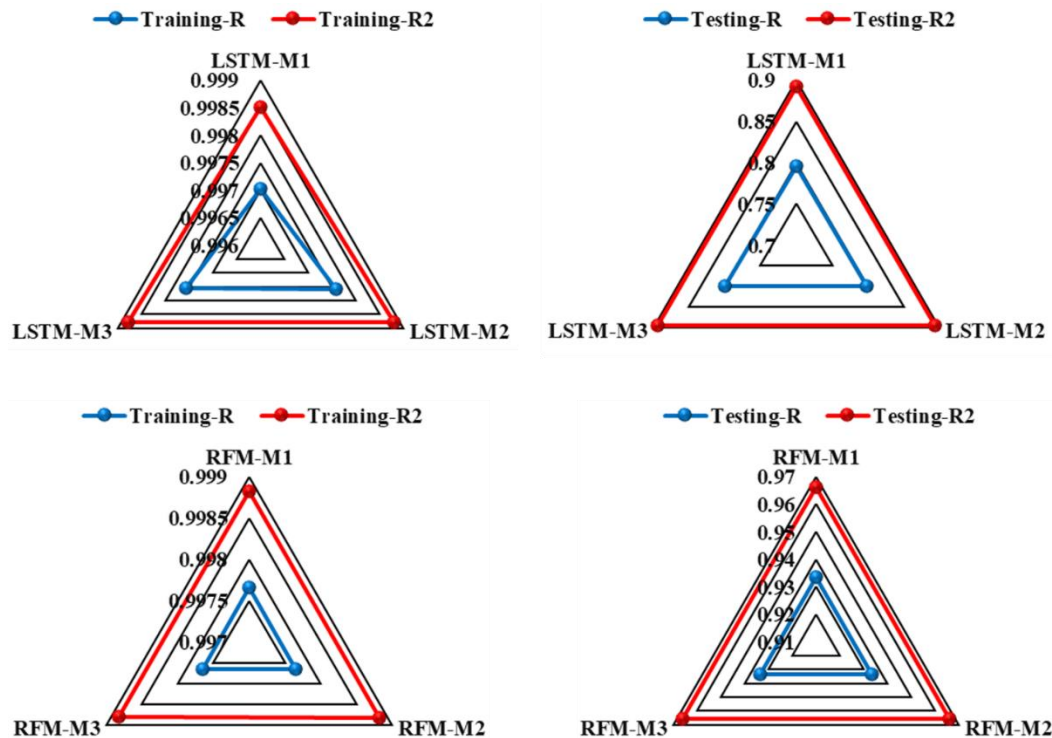 Training-R Training-R2
LSTM-M1
0.999
0.9985
0.998
0.9975
0.997
0.9965
0.996
LSTM-M3 LSTM-M2
Testing-R Testing-R2
LSTM-M1
0.9
0.85
0.8
0.75
0.7
LSTM-M3 LSTM-M2
Training-R Training-R2
RFM-M1
0.999
0.9985
0.998
0.9975
0.997
RFM-M3 RFM-M2
Testing-R Testing-R2
RFM-M1
0.97
0.96
0.95
0.94
0.93
0.92
0.91
RFM-M3 RFM-M2